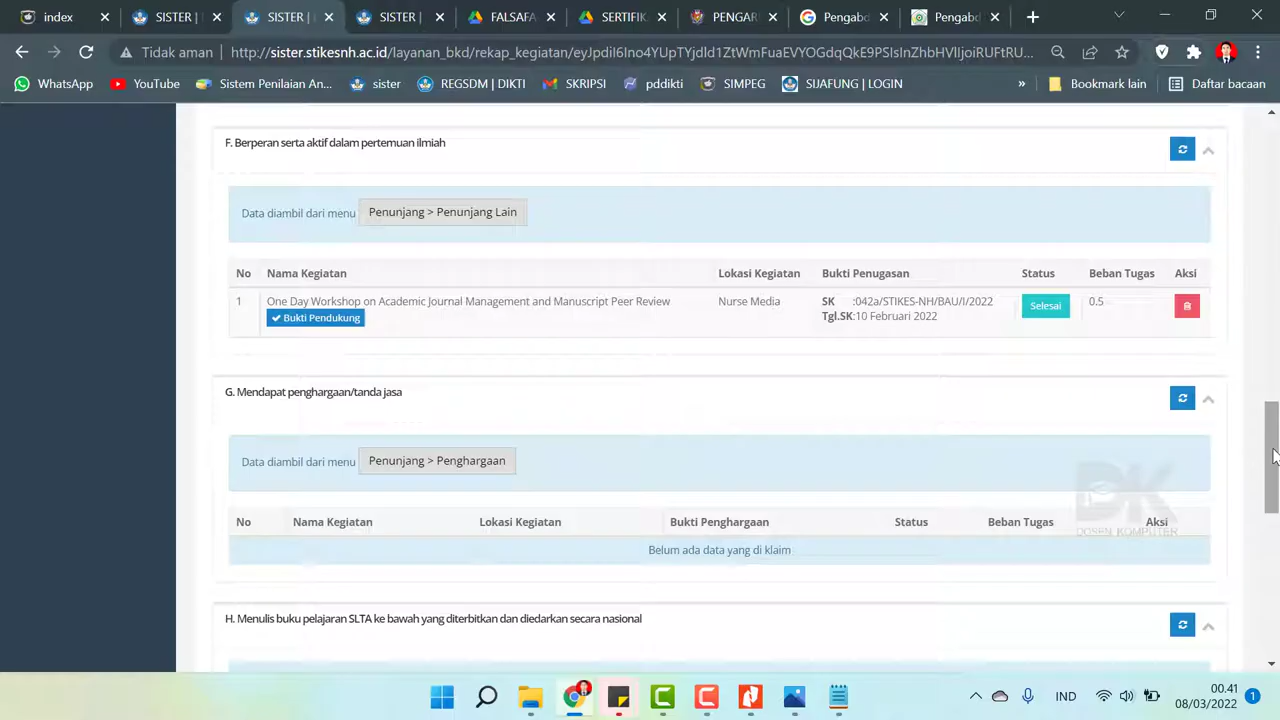 index
SISTER |
SISTER |
SISTER |
FALSAFA
SERTIFIK
PENGAR
Pengabd
Pengabd
Tidak aman
http://sister.stikesnh.ac.id/layanan_bkd/rekap_kegiatan/
WhatsApp
YouTube
Sistem Penilaian An...
sister
REGSDM | DIKTI
SKRIPSI
pddikti
SIMPEG
SIJAFUNG | LOGIN
»
Bookmark lain
Daftar bacaan
F. Berperan serta aktif dalam pertemuan ilmiah
Data diambil dari menu Penunjang > Penunjang Lain
No Nama Kegiatan Lokasi Kegiatan Bukti Penugasan Status Beban Tugas Aksi
1 One Day Workshop on Academic Journal Management and Manuscript Peer Review Nurse Media SK :042a/STIKES-NH/BAU/I/2022 Selesai 0.5
Bukti Pendukung Tgl.SK:10 Februari 2022
G. Mendapat penghargaan/tanda jasa
Data diambil dari menu Penunjang > Penghargaan
DK
DOSEN KOMPUTER
No Nama Kegiatan Lokasi Kegiatan Bukti Penghargaan Status Beban Tugas Aksi
Belum ada data yang di klaim
H. Menulis buku pelajaran SLTA ke bawah yang diterbitkan dan diedarkan secara nasional
IND
00.41
08/03/2022
1